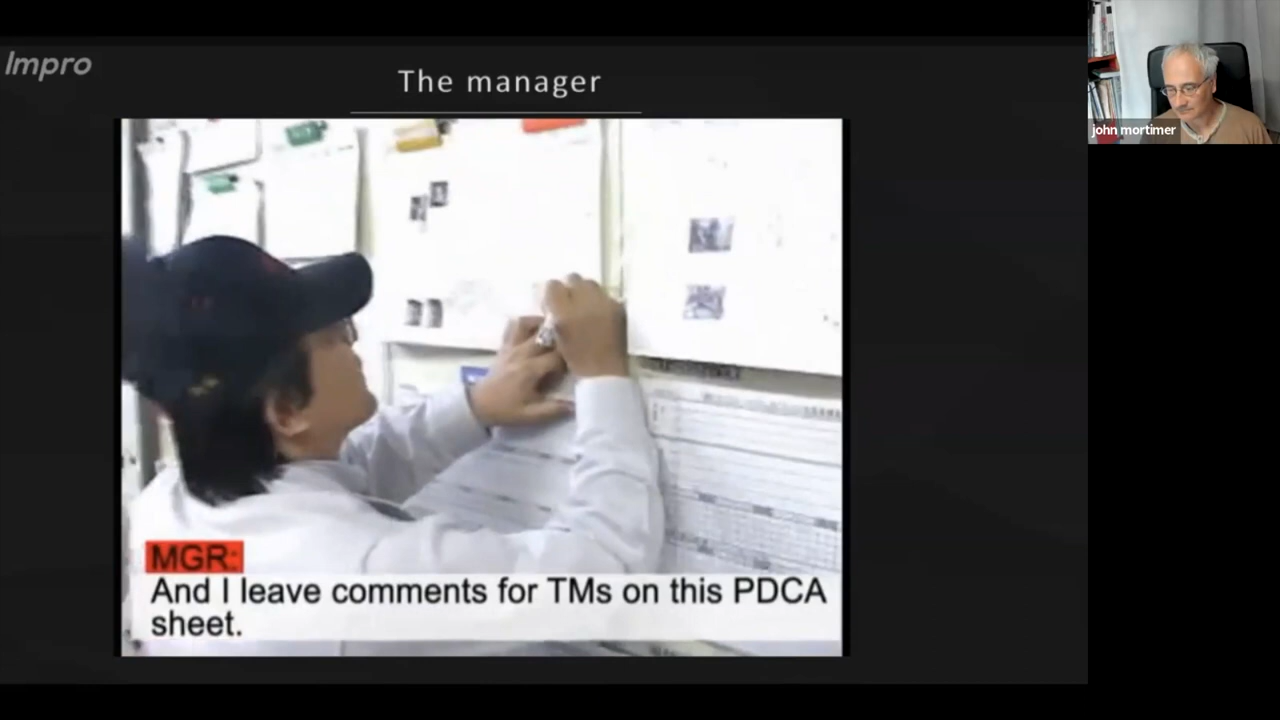 Impro
The manager
john mortimer
MGR:
And I leave comments for TMs on this PDCA
sheet.